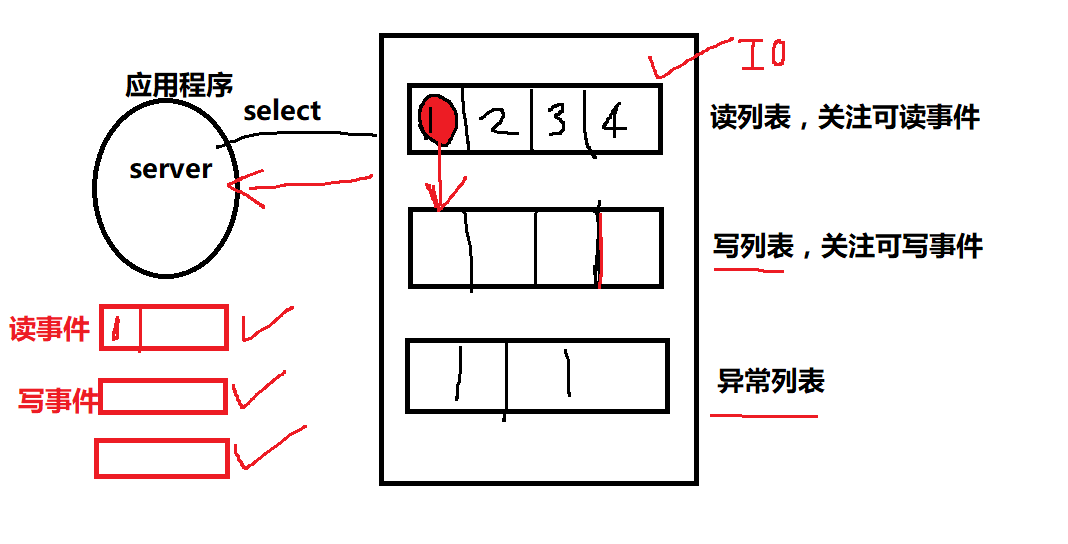 应用程序
select
server
IO
1 2 3 4
读列表，关注可读事件
写列表，关注可写事件
异常列表
读事件
1
写事件